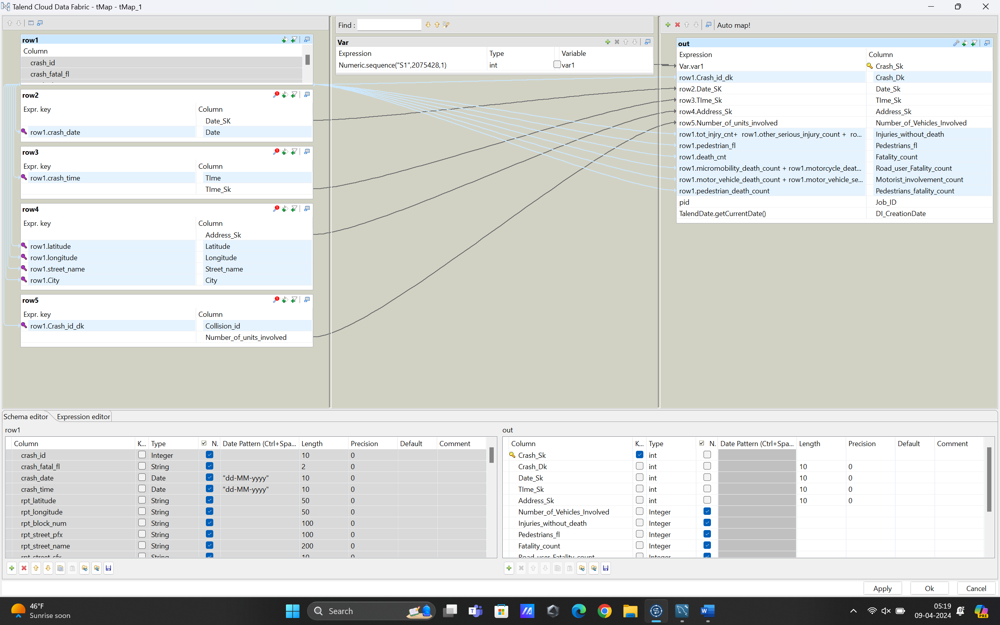 Talend Cloud Data Fabric - tMap - tMap_1
Find :
Auto map!
row1
Column
crash_id
crash_fatal_fl
row2
Expr. key Column
Date_SK
row1.crash_date Date
row3
Expr. key Column
row1.crash_time TIme
TIme_Sk
row4
Expr. key Column
Address_Sk
row1.latitude Latitude
row1.longitude Longitude
row1.street_name Street_name
row1.City City
row5
Expr. key Column
row1.Crash_id_dk Collision_id
Number_of_units_involved
Var
Expression Type Variable
Numeric.sequence("S1",2075428,1) int var1
out
Expression Column
Var.var1 Crash_Sk
row1.Crash_id_dk Crash_Dk
row2.Date_SK Date_Sk
row3.TIme_Sk TIme_Sk
row4.Address_Sk Address_Sk
row5.Number_of_units_involved Number_of_Vehicles_Involved
row1.tot_injry_cnt+ row1.other_serious_injury_count + ro... Injuries_without_death
row1.pedestrian_fl Pedestrians_fl
row1.death_cnt Fatality_count
row1.micromobility_death_count + row1.motorcycle_deat... Road_user_Fatality_count
row1.motor_vehicle_death_count + row1.motor_vehicle_se... Motorist_involvement_count
row1.pedestrian_death_count Pedestrians_fatality_count
pid Job_ID
TalendDate.getCurrentDate() DI_CreationDate
Schema editor Expression editor
row1
Column K... Type N. Date Pattern (Ctrl+Spa... Length Precision Default Comment
crash_id Integer 10 0
crash_fatal_fl String 2 0
crash_date Date "dd-MM-yyyy" 10 0
crash_time Date "dd-MM-yyyy" 10 0
rpt_latitude String 50 0
rpt_longitude String 50 0
rpt_block_num String 100 0
rpt_street_pfx String 100 0
rpt_street_name String 200 0
rpt_street_sfx String 10 0
out
Column K... Type N. Date Pattern (Ctrl+Spa... Length Precision Default Comment
Crash_Sk int
Crash_Dk int 10 0
Date_Sk int 10 0
TIme_Sk int 10 0
Address_Sk int 10 0
Number_of_Vehicles_Involved Integer
Injuries_without_death Integer
Pedestrians_fl Integer
Fatality_count Integer
Road_user_Fatality_count Integer
Apply Ok Cancel
46°F
Sunrise soon
Search
05:19
09-04-2024
PRE